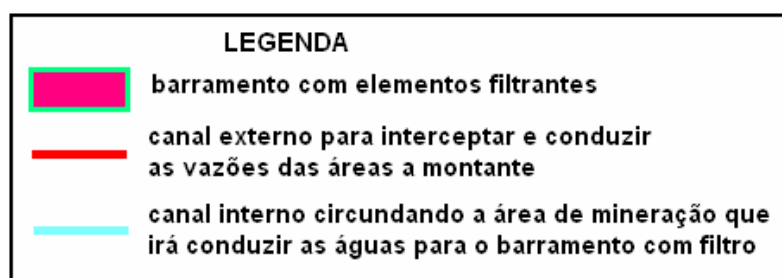 LEGENDA
barramento com elementos filtrantes
canal externo para interceptar e conduzir
as vazões das áreas a montante
canal interno circundando a área de mineração que
irá conduzir as águas para o barramento com filtro